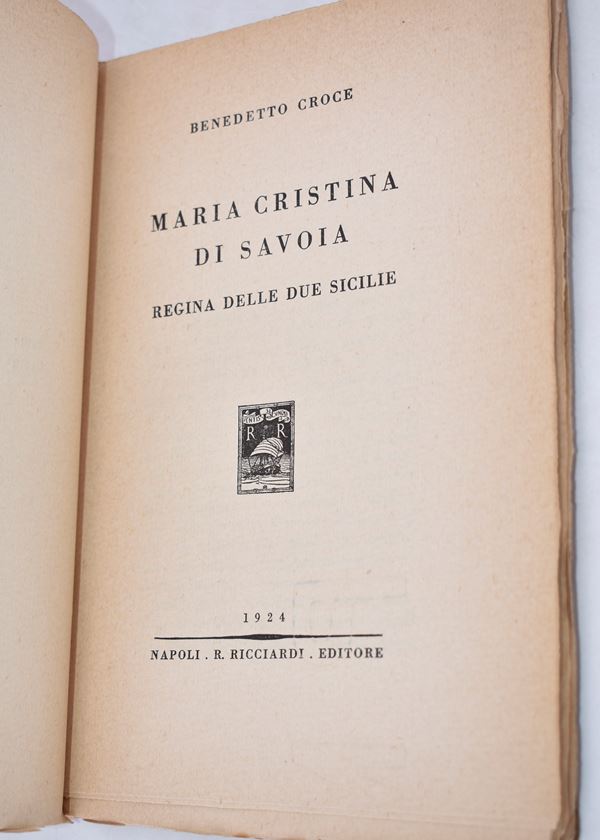 BENEDETTO CROCE
MARIA CRISTINA
DI SAVOIA
REGINA DELLE DUE SICILIE
R R
1924
NAPOLI . R. RICCIARDI . EDITORE